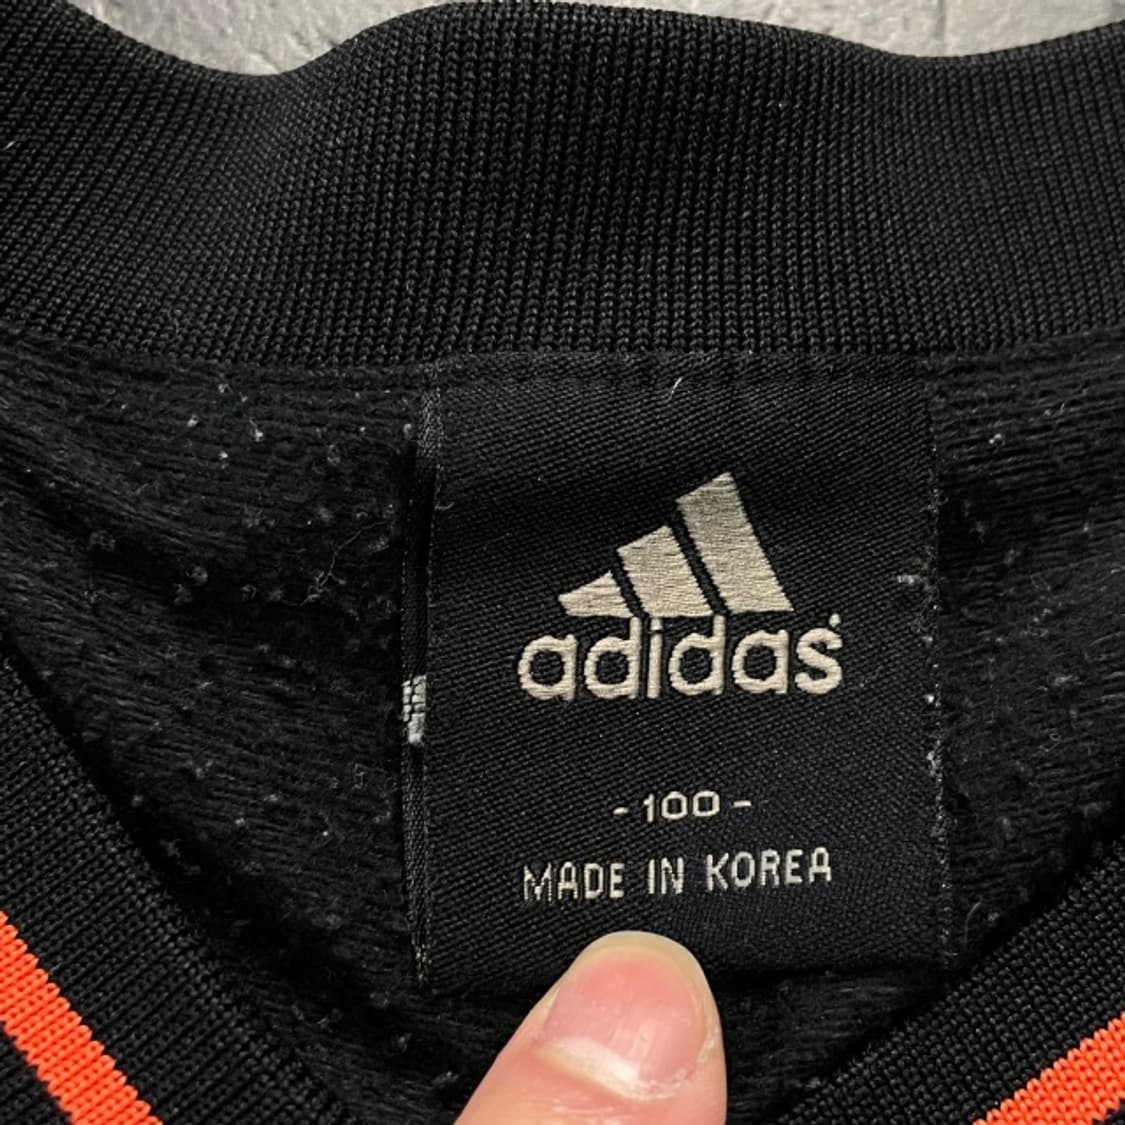 adidas
- 100 -
MADE IN KOREA